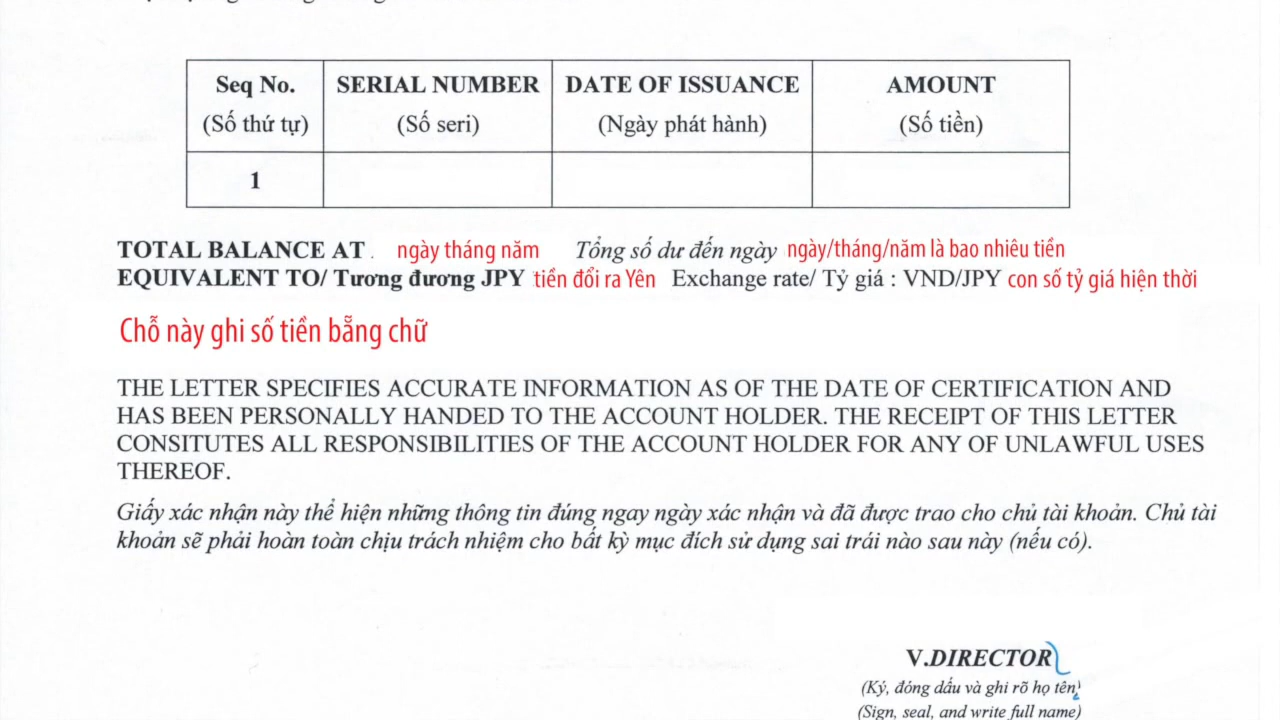 Seq No. SERIAL NUMBER DATE OF ISSUANCE AMOUNT
(Số thứ tự) (Số seri) (Ngày phát hành) (Số tiền)
1
TOTAL BALANCE AT . ngày tháng năm Tổng số dư đến ngày ngày/tháng/năm là bao nhiêu tiền
EQUIVALENT TO/ Tương đương JPY tiền đổi ra Yên Exchange rate/ Tỷ giá : VND/JPY con số tỷ giá hiện thời
Chỗ này ghi số tiền bằng chữ
THE LETTER SPECIFIES ACCURATE INFORMATION AS OF THE DATE OF CERTIFICATION AND
HAS BEEN PERSONALLY HANDED TO THE ACCOUNT HOLDER. THE RECEIPT OF THIS LETTER
CONSITUTES ALL RESPONSIBILITIES OF THE ACCOUNT HOLDER FOR ANY OF UNLAWFUL USES
THEREOF.
Giấy xác nhận này thể hiện những thông tin đúng ngay ngày xác nhận và đã được trao cho chủ tài khoản. Chủ tài
khoản sẽ phải hoàn toàn chịu trách nhiệm cho bất kỳ mục đích sử dụng sai trái nào sau này (nếu có).
V.DIRECTOR
(Ký, đóng dấu và ghi rõ họ tên)
(Sign, seal, and write full name)